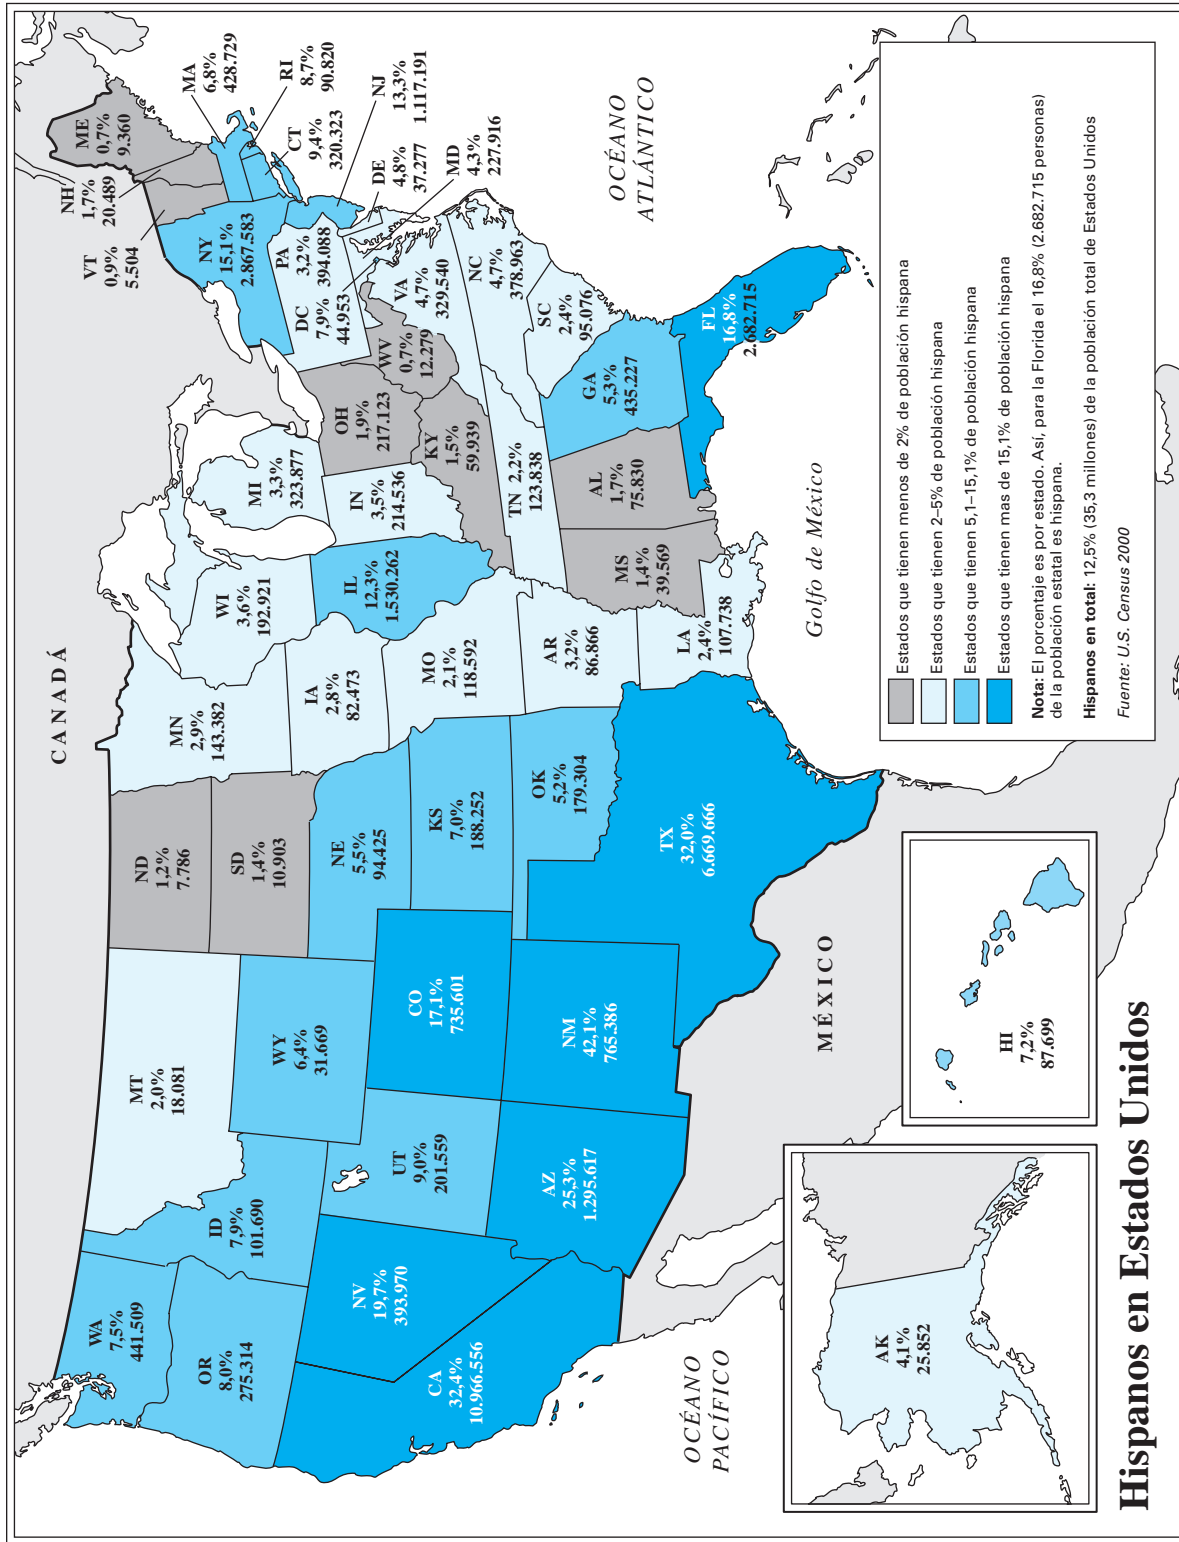 CANADÁ
WA
7,5%
441.509
OR
8,0%
275.314
ID
7,9%
101.690
MT
2,0%
18.081
ND
1,2%
7.786
SD
1,4%
10.903
WY
6,4%
31.669
NE
5,5%
94.425
MN
2,9%
143.382
WI
3,6%
192.921
MI
3,3%
323.877
IA
2,8%
82.473
IL
12,3%
1.530.262
IN
3,5%
214.536
OH
1,9%
217.123
VT
0,9%
5.504
NH
1,7%
20.489
ME
0,7%
9.360
MA
6,8%
428.729
RI
8,7%
90.820
CT
9,4%
320.323
NJ
13,3%
1.117.191
NY
15,1%
2.867.583
PA
3,2%
394.088
DE
4,8%
37.277
MD
4,3%
227.916
DC
7,9%
44.953
VA
4,7%
329.540
WV
0,7%
12.279
KY
1,5%
59.939
NC
4,7%
378.963
SC
2,4%
95.076
TN 2,2%
123.838
GA
5,3%
435.227
FL
16,8%
2.682.715
AL
1,7%
75.830
MS
1,4%
39.569
LA
2,4%
107.738
AR
3,2%
86.866
MO
2,1%
118.592
KS
7,0%
188.252
OK
5,2%
179.304
TX
32,0%
6.669.666
CO
17,1%
735.601
NM
42,1%
765.386
UT
9,0%
201.559
AZ
25,3%
1.295.617
NV
19,7%
393.970
CA
32,4%
10.966.556
OCÉANO
PACÍFICO
MÉXICO
Golfo de México
OCÉANO
ATLÁNTICO
AK
4,1%
25.852
HI
7,2%
87.699
Estados que tienen menos de 2% de población hispana
Estados que tienen 2–5% de población hispana
Estados que tienen 5,1–15,1% de población hispana
Estados que tienen mas de 15,1% de población hispana
Nota: El porcentaje es por estado. Así, para la Florida el 16,8% (2.682.715 personas)
de la población estatal es hispana.
Hispanos en total: 12,5% (35,3 millones) de la población total de Estados Unidos
Fuente: U.S. Census 2000
Hispanos en Estados Unidos